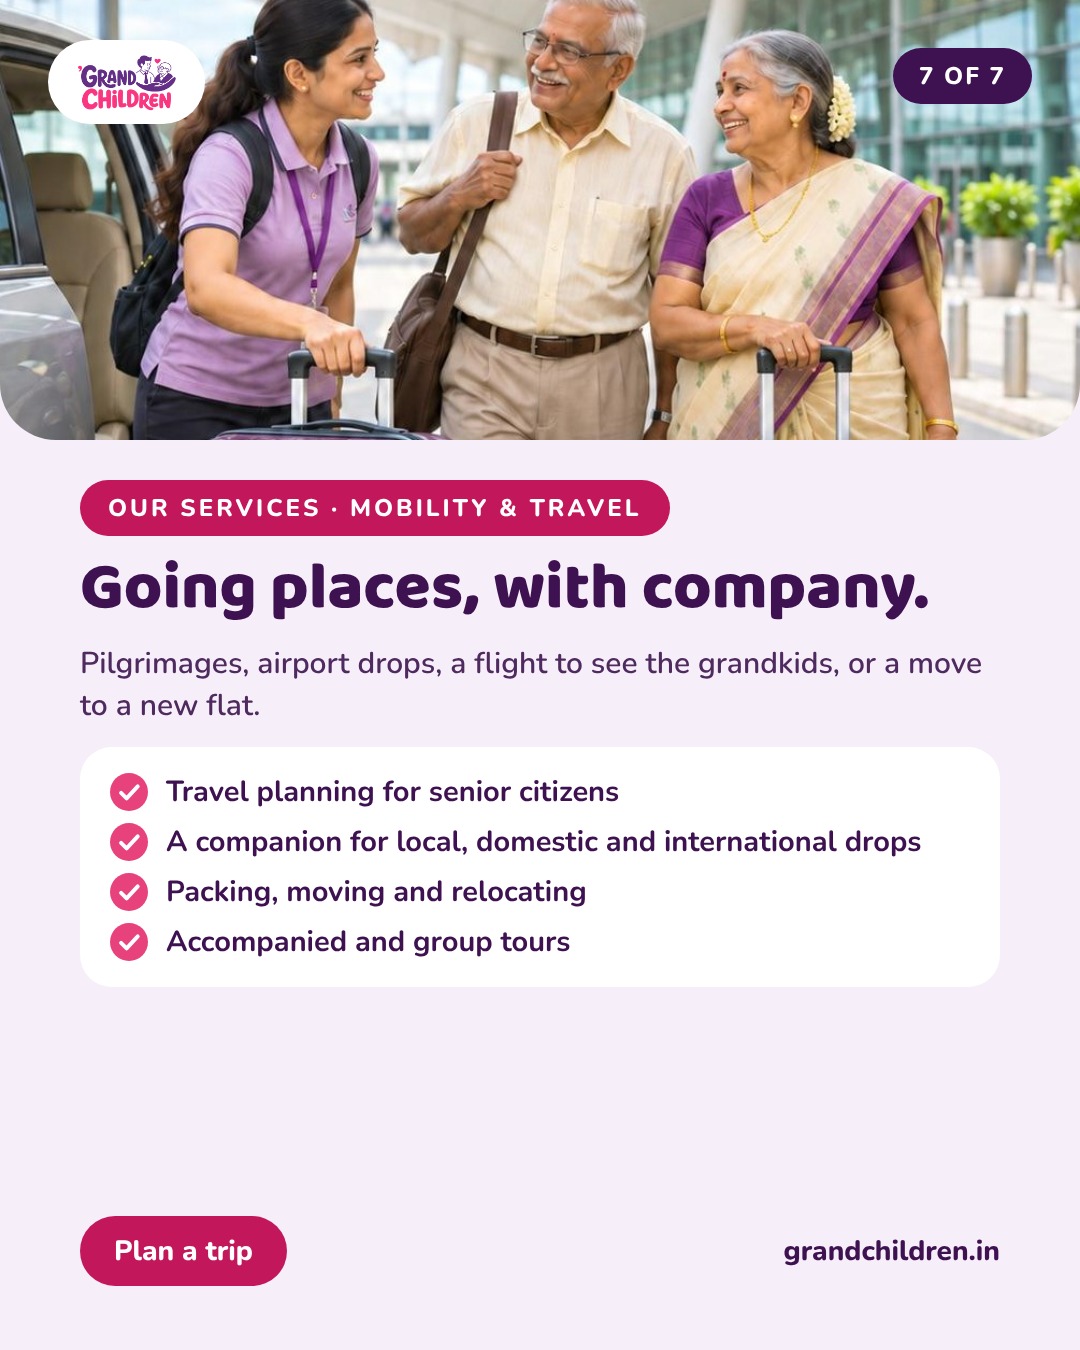 'GRAND
CHiLDREN
7 OF 7
OUR SERVICES · MOBILITY & TRAVEL
Going places, with company.
Pilgrimages, airport drops, a flight to see the grandkids, or a move
to a new flat.
Travel planning for senior citizens
A companion for local, domestic and international drops
Packing, moving and relocating
Accompanied and group tours
Plan a trip
grandchildren.in